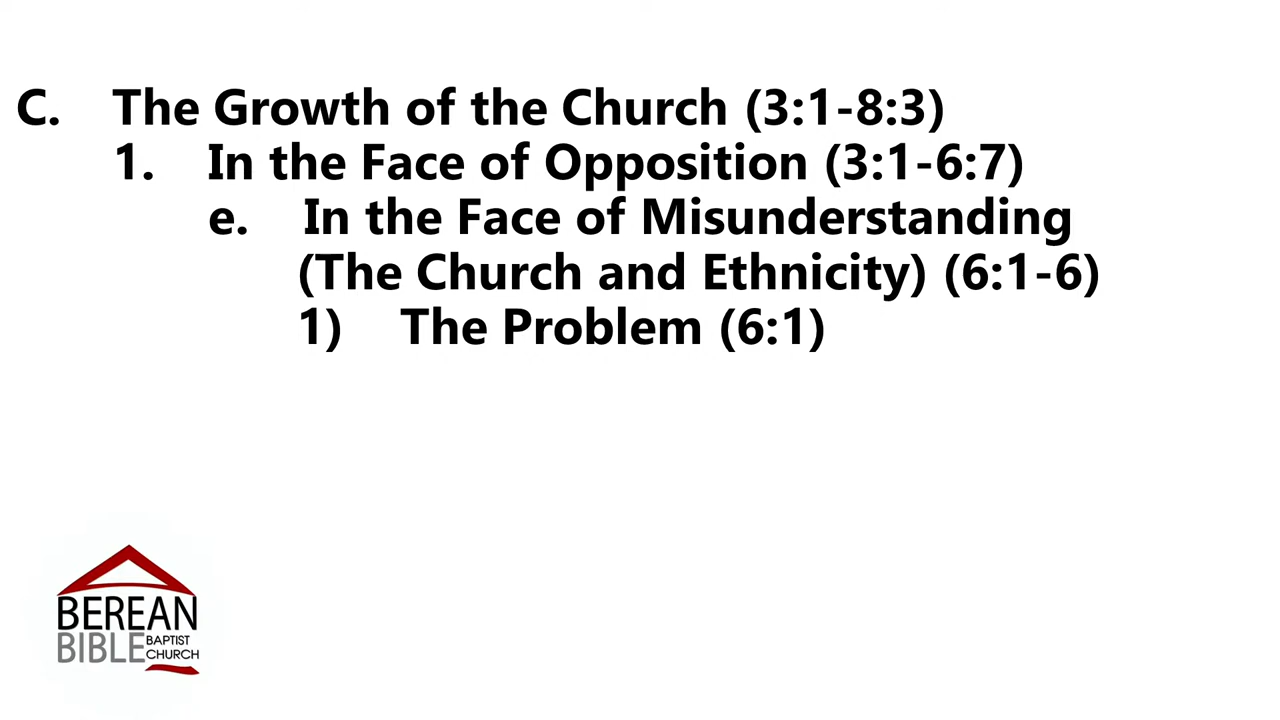 C. The Growth of the Church (3:1-8:3)
1. In the Face of Opposition (3:1-6:7)
e. In the Face of Misunderstanding
(The Church and Ethnicity) (6:1-6)
1) The Problem (6:1)
BEREAN
BIBLE BAPTIST
CHURCH